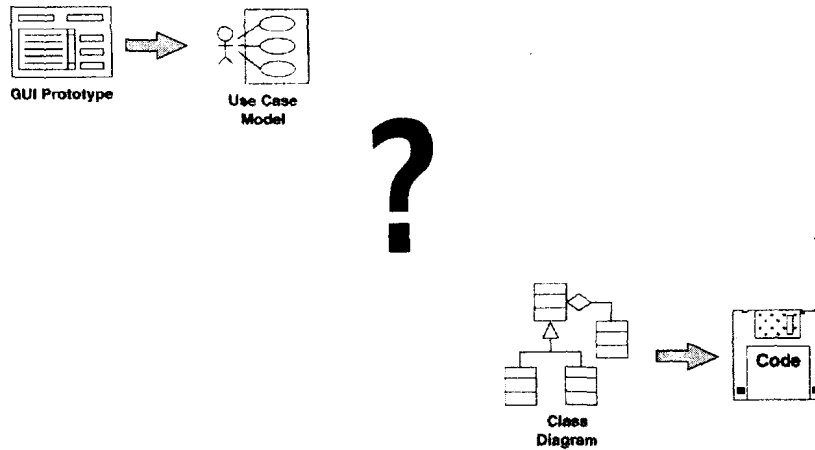 GUI Prototype
Use Case
Model
?
Class
Diagram
Code